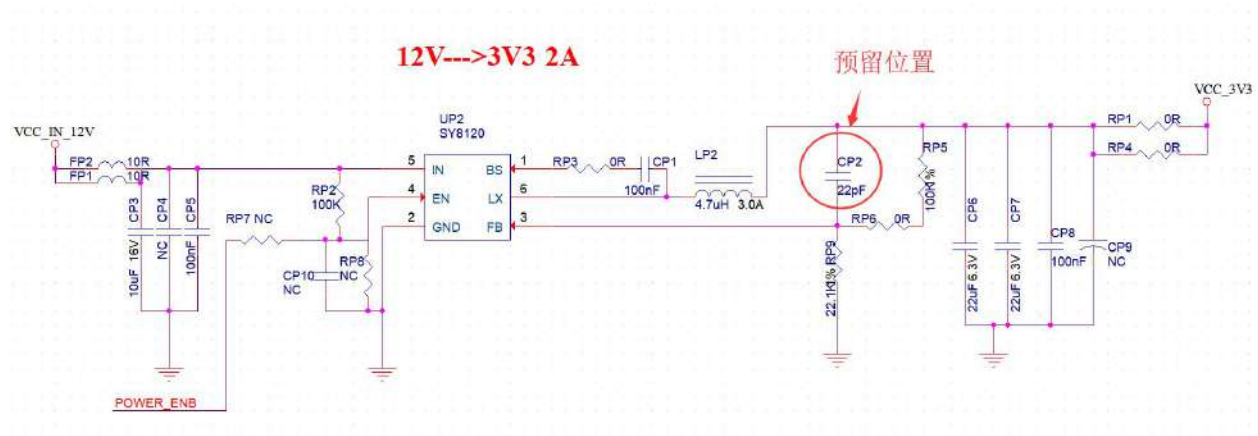 12V--->3V3 2A
预留位置
VCC_3V3
VCC_IN_12V
UP2
SY8120
FP2 10R
FP1 10R
5 IN
4 EN
2 GND
BS 1
LX 6
FB 3
RP3 0R
CP1
100nF
LP2
4.7uH 3.0A
CP2
22pF
RP5
100K 1%
RP6 0R
RP9
22.1K 1%
RP1 0R
RP4 0R
CP3
10uF 16V
CP4
NC
CP5
100nF
RP2
100K
RP7 NC
CP10
NC
RP8
NC
CP6
22uF 6.3V
CP7
22uF 6.3V
CP8
100nF
CP9
NC
POWER_ENB